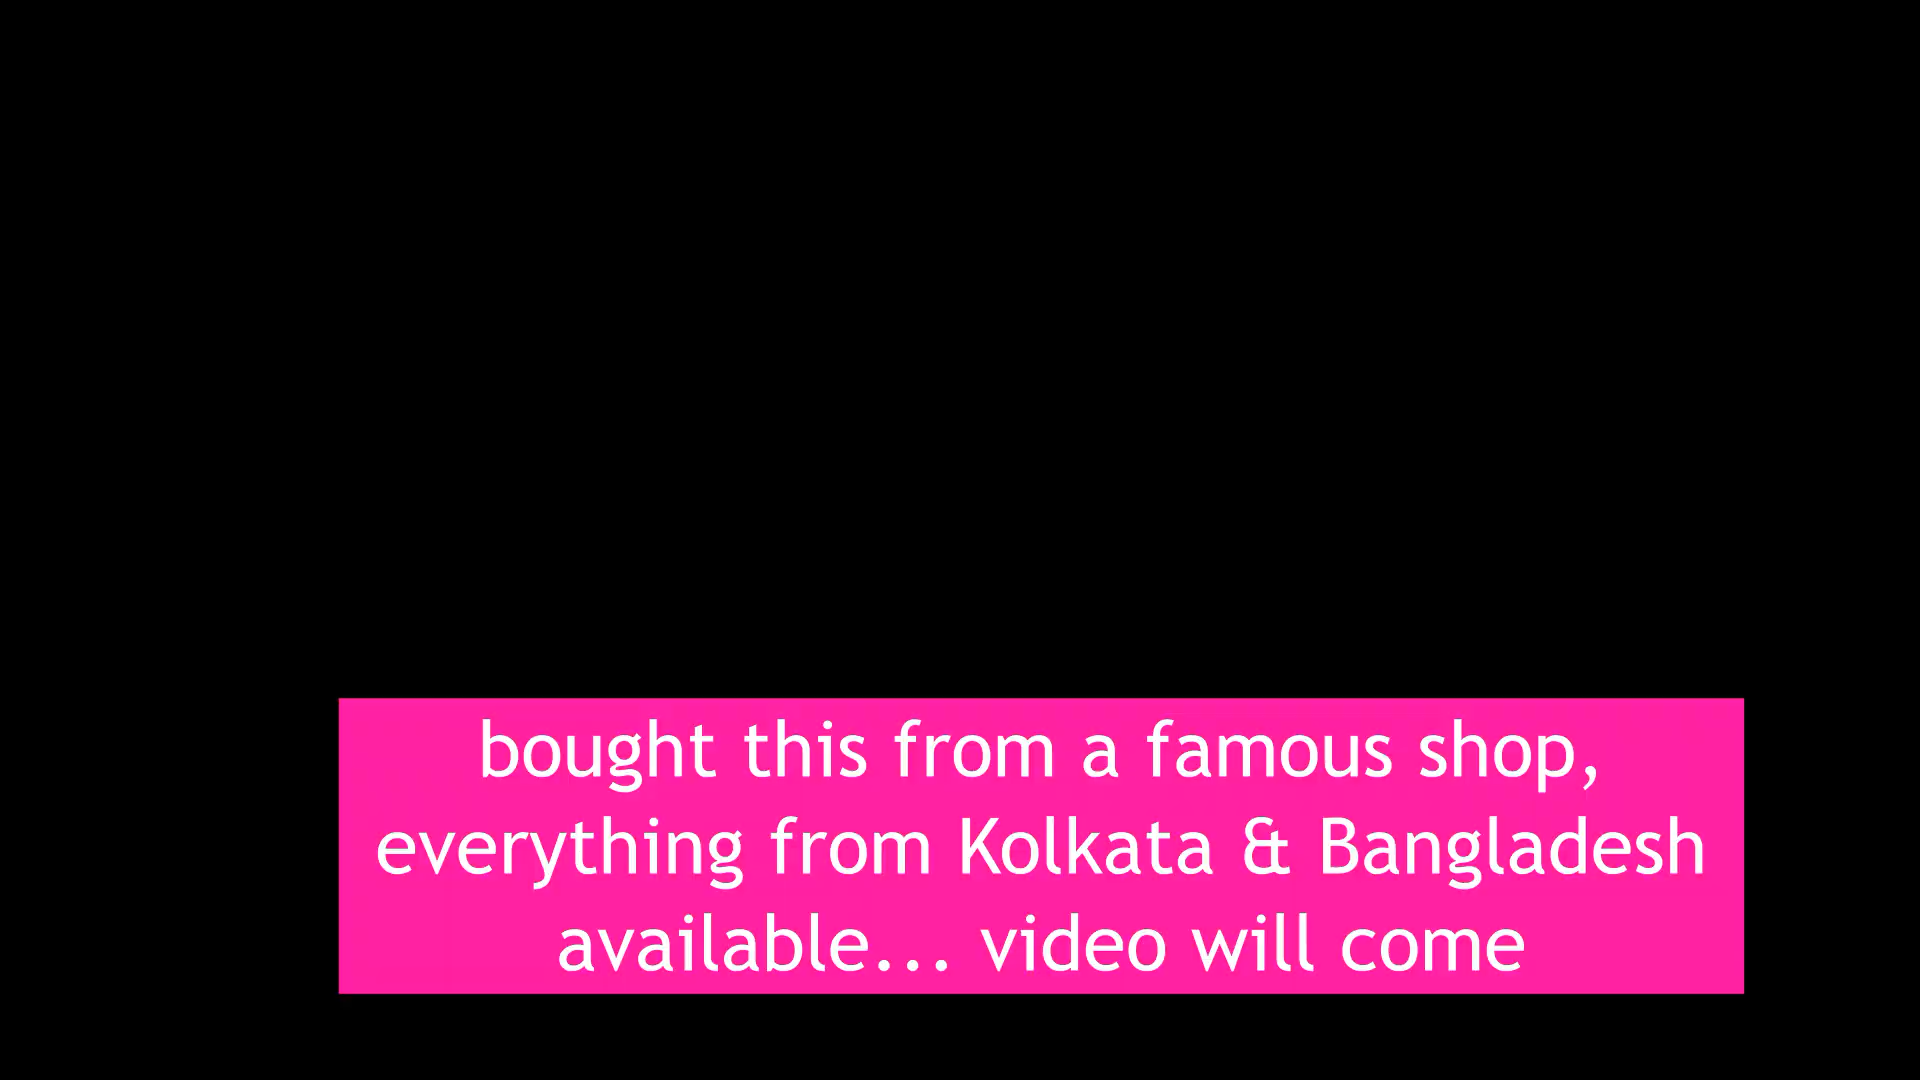 bought this from a famous shop,
everything from Kolkata & Bangladesh
available... video will come